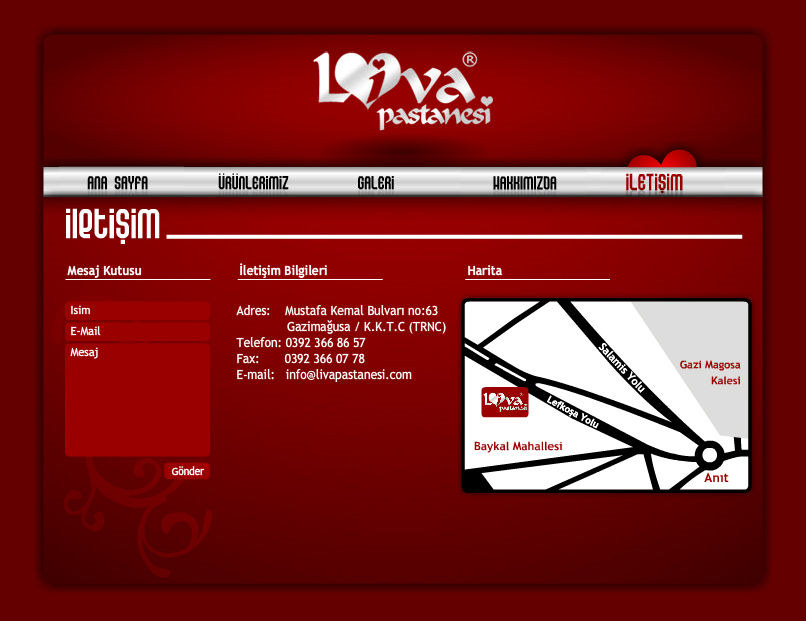 Liva ®
pastanesi
ANA SAYFA
ÜRÜNLERİMİZ
GALERİ
HAKKIMIZDA
İLETİŞİM
iletişim
Mesaj Kutusu
Isim
E-Mail
Mesaj
Gönder
İletişim Bilgileri
Adres: Mustafa Kemal Bulvarı no:63
Gazimağusa / K.K.T.C (TRNC)
Telefon: 0392 366 86 57
Fax: 0392 366 07 78
E-mail: info@livapastanesi.com
Harita
Salamis Yolu
Gazi Magosa
Kalesi
Liva
pastanesi
Lefkoşa Yolu
Baykal Mahallesi
Anıt